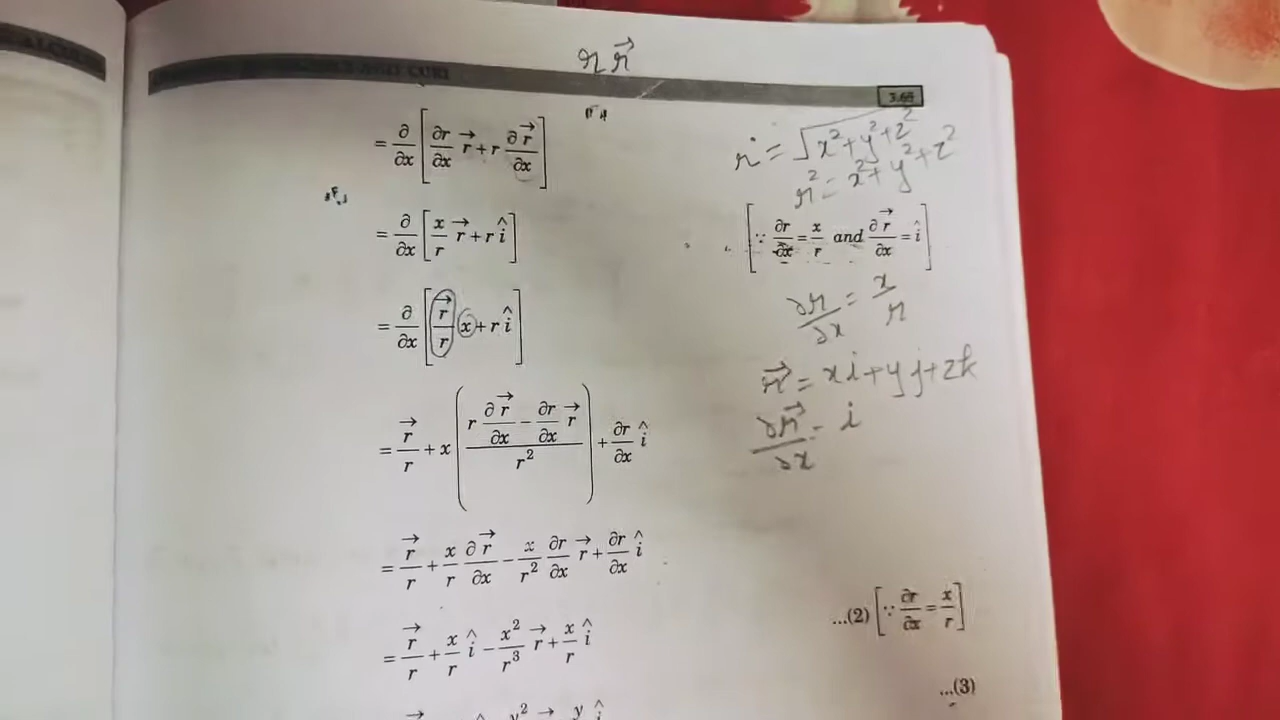 r r⃗
3.65
= ∂/∂x [∂r/∂x r⃗ + r ∂r⃗/∂x]
r = √x² + y² + z²
r² = x² + y² + z²
= ∂/∂x [x/r r⃗ + r î]
[∵ ∂r/∂x = x/r and ∂r⃗/∂x = î]
= ∂/∂x [r⃗/r x + r î]
∂r/∂x = x/r
r⃗ = xi + yj + zk
= r⃗/r + x ((r ∂r⃗/∂x − ∂r/∂x r⃗)/r²) + ∂r/∂x î
∂r⃗/∂x = i
= r⃗/r + x/r ∂r⃗/∂x − x/r² ∂r/∂x r⃗ + ∂r/∂x î
...(2) [∵ ∂r/∂x = x/r]
= r⃗/r + x/r î − x²/r³ r⃗ + x/r î
...(3)